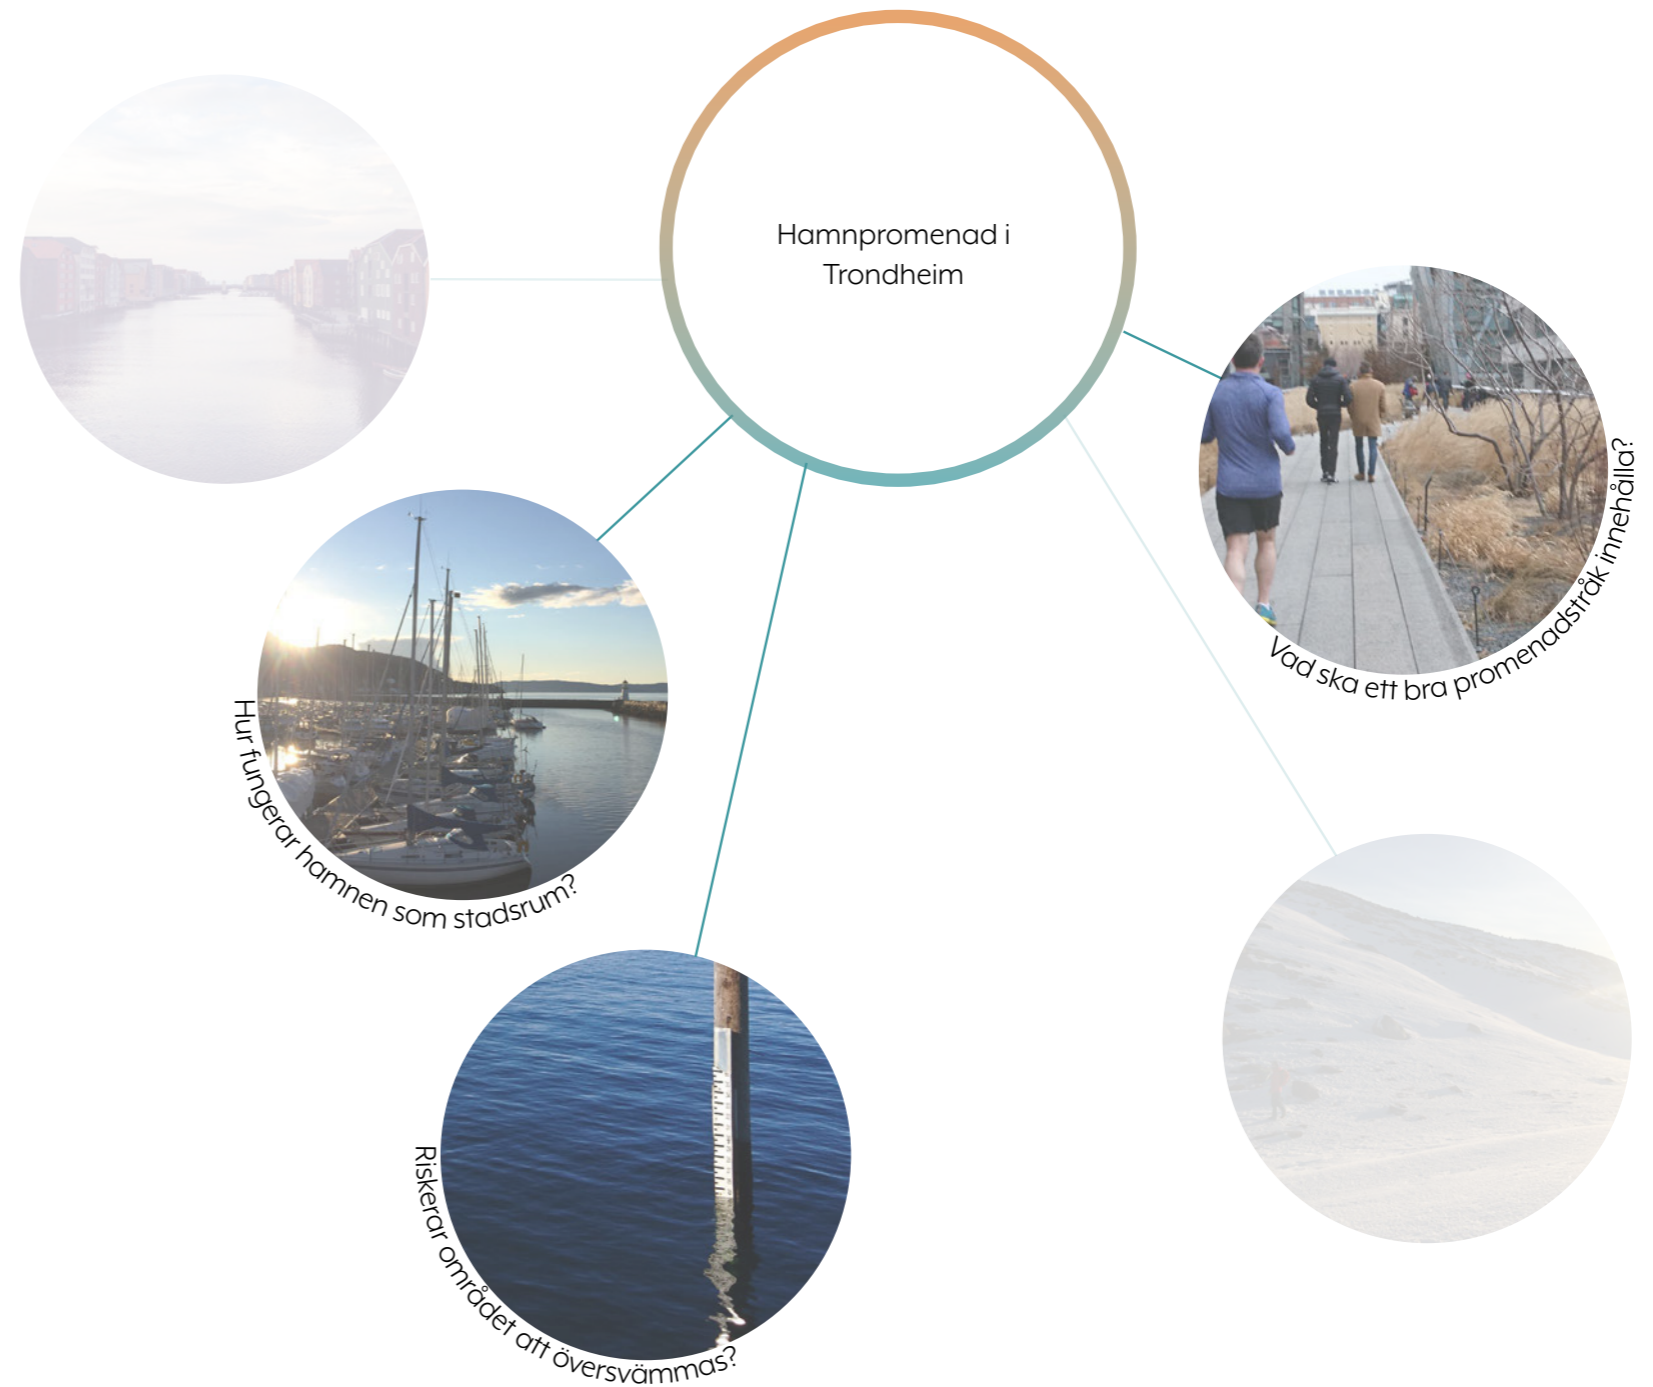 Hamnpromenad i
Trondheim
Vad ska ett bra promenadstråk innehålla?
Hur fungerar hamnen som stadsrum?
Riskerar området att översvämmas?